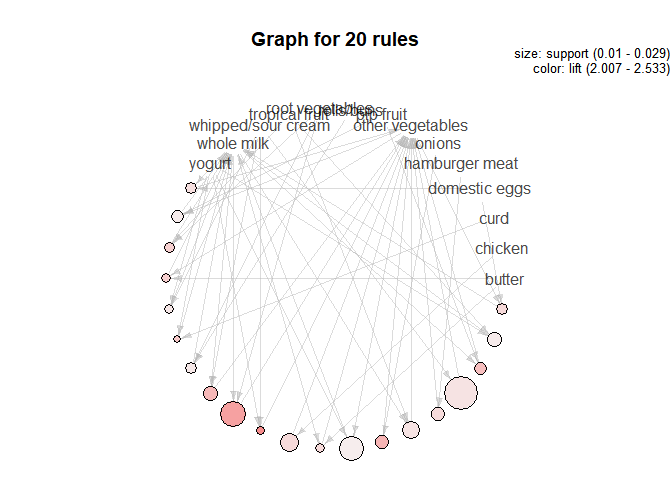 Graph for 20 rules
size: support (0.01 - 0.029)
color: lift (2.007 - 2.533)
root vegetables
rolls/buns
tropical fruit
pip fruit
whipped/sour cream
other vegetables
whole milk
onions
yogurt
hamburger meat
domestic eggs
curd
chicken
butter